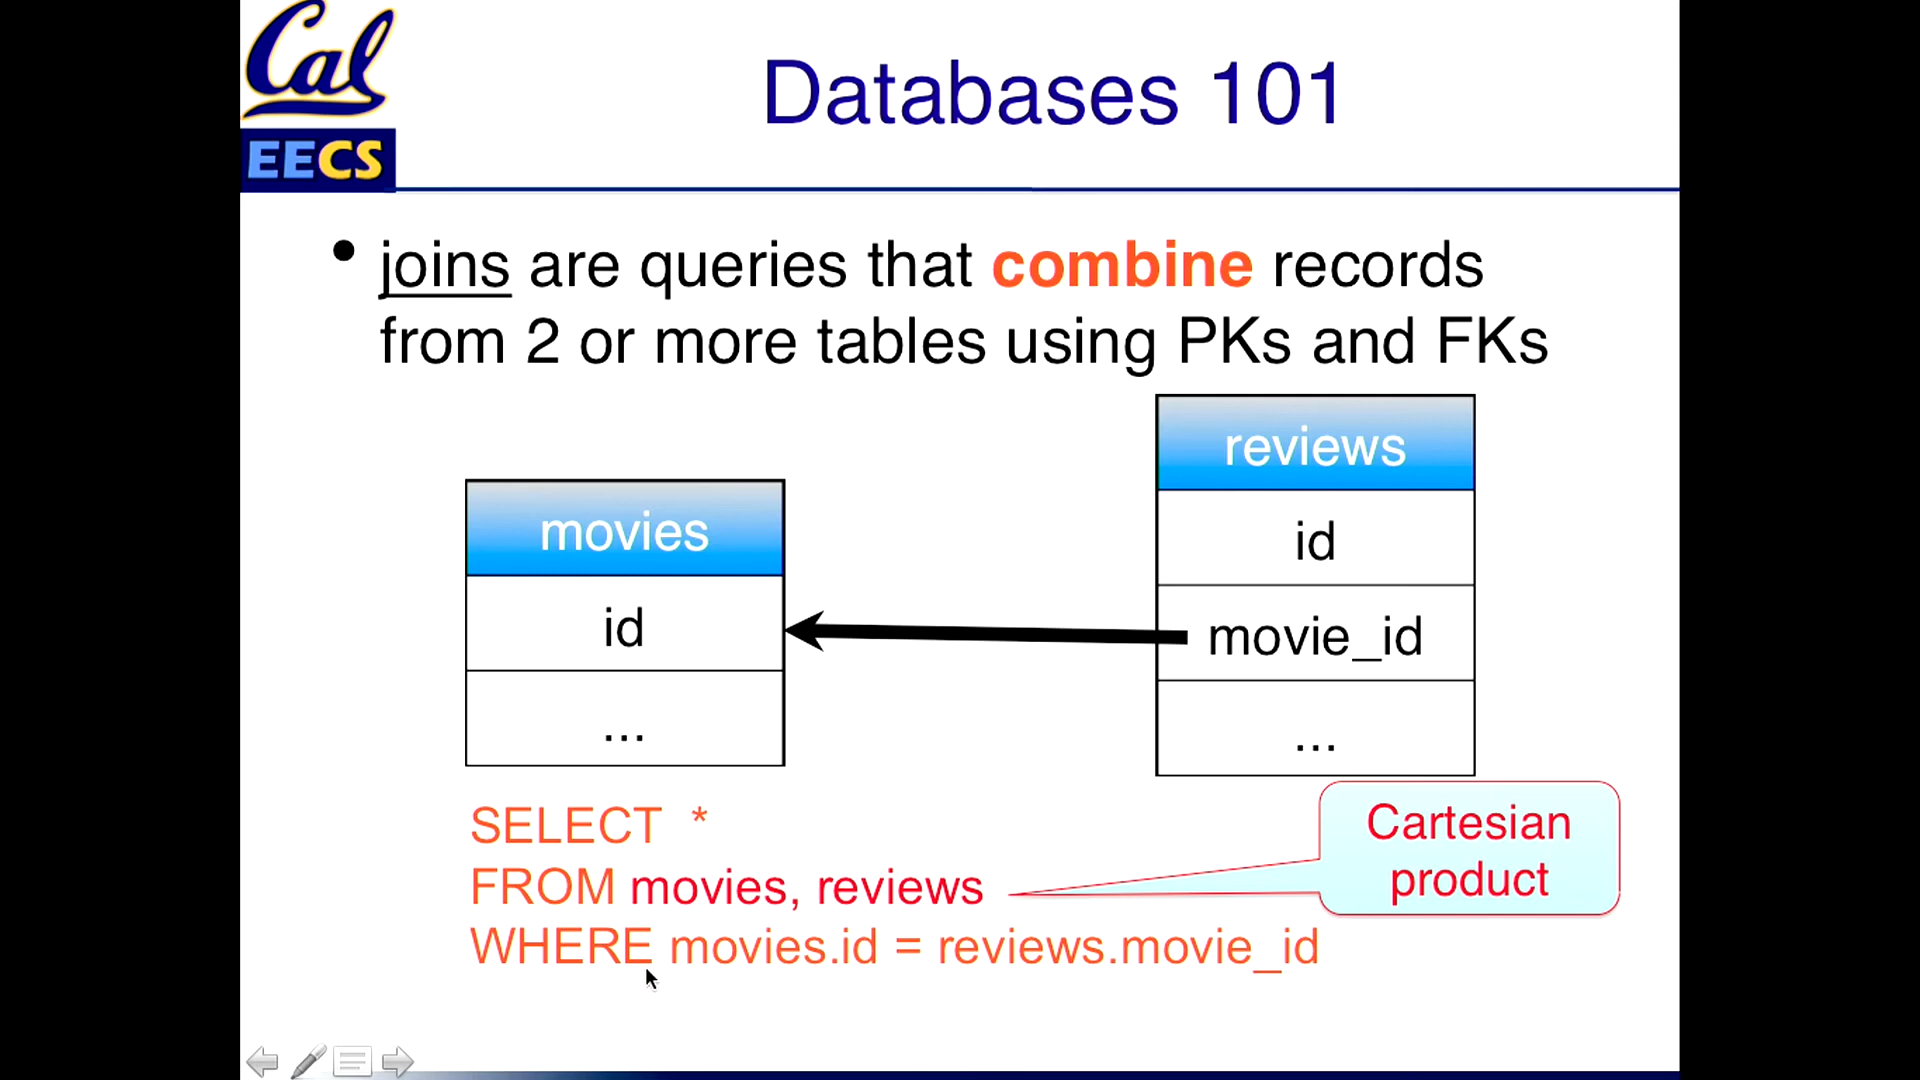 Cal
EECS
Databases 101
• joins are queries that combine records
from 2 or more tables using PKs and FKs
movies
id
...
reviews
id
movie_id
...
SELECT *
FROM movies, reviews
WHERE movies.id = reviews.movie_id
Cartesian
product